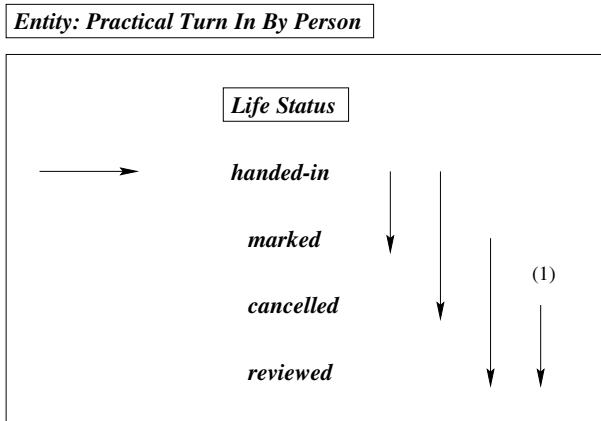 Entity: Practical Turn In By Person
Life Status
handed-in
marked
(1)
cancelled
reviewed